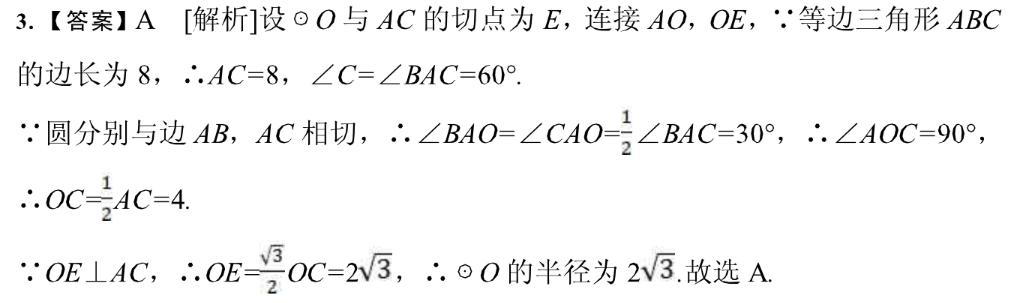 3.【答案】A [解析]设⊙O与AC的切点为E，连接AO，OE，∵等边三角形ABC
的边长为8，∴AC=8，∠C=∠BAC=60°.
∵圆分别与边AB，AC相切，∴∠BAO=∠CAO=1/2∠BAC=30°，∴∠AOC=90°，
∴OC=1/2AC=4.
∵OE⊥AC，∴OE=√3/2OC=2√3，∴⊙O的半径为2√3.故选A.